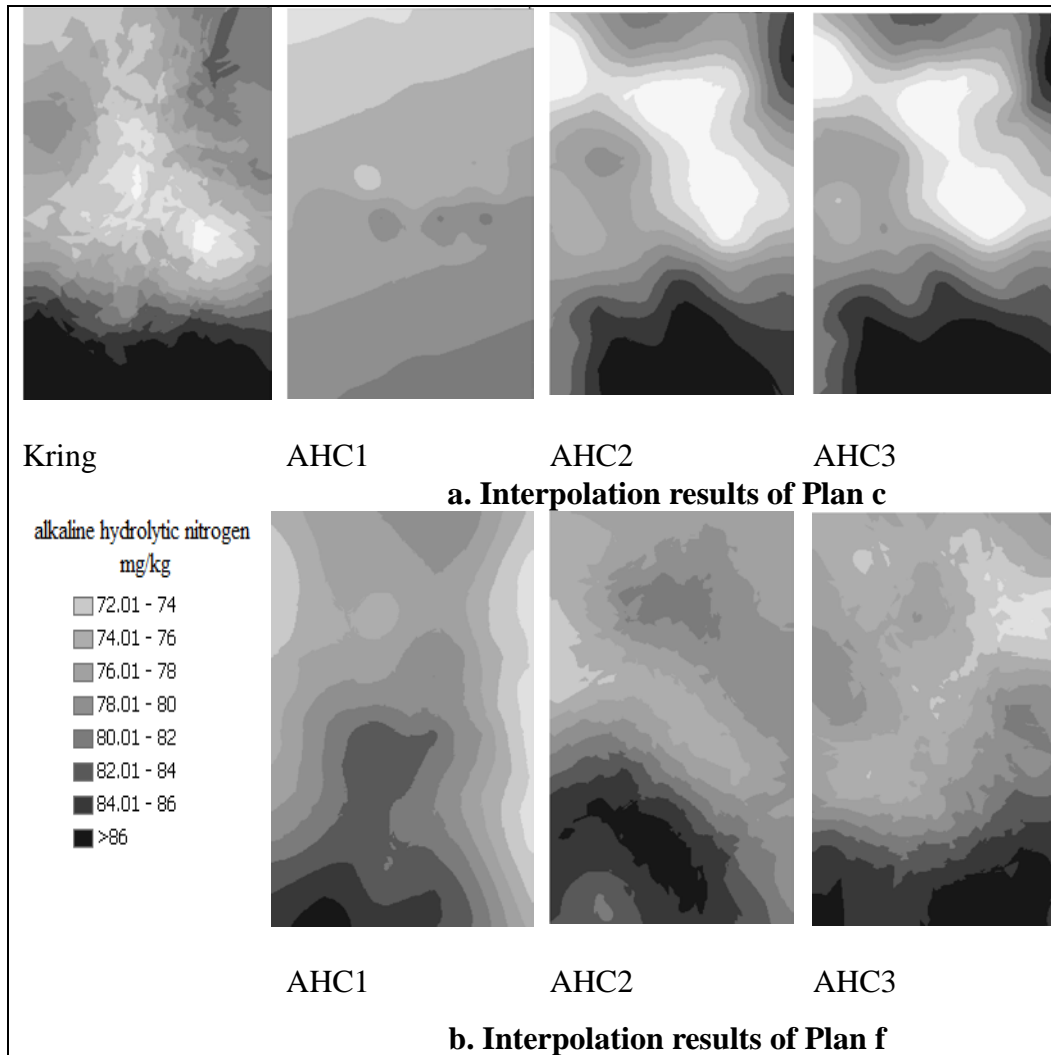 Kring AHC1 AHC2 AHC3
a. Interpolation results of Plan c
alkaline hydrolytic nitrogen
mg/kg
72.01 - 74
74.01 - 76
76.01 - 78
78.01 - 80
80.01 - 82
82.01 - 84
84.01 - 86
>86
AHC1 AHC2 AHC3
b. Interpolation results of Plan f